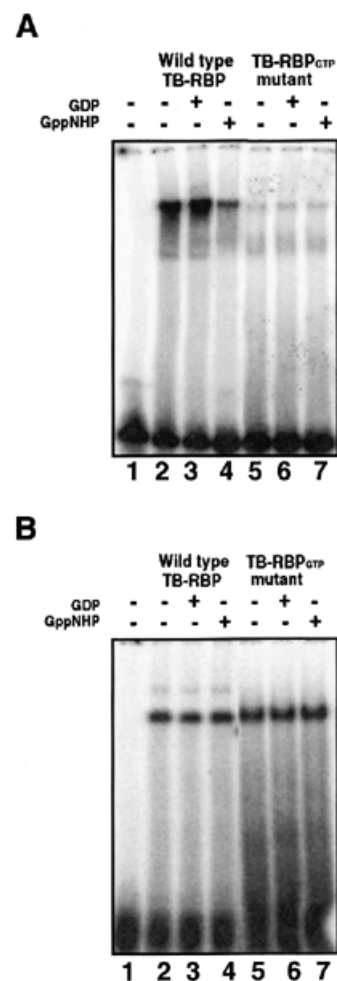 A
Wild type TB-RBPGTP
TB-RBP mutant
GDP - - + - - + -
GppNHP - - - + - - +
1 2 3 4 5 6 7
B
Wild type TB-RBPGTP
TB-RBP mutant
GDP - - + - - + -
GppNHP - - - + - - +
1 2 3 4 5 6 7